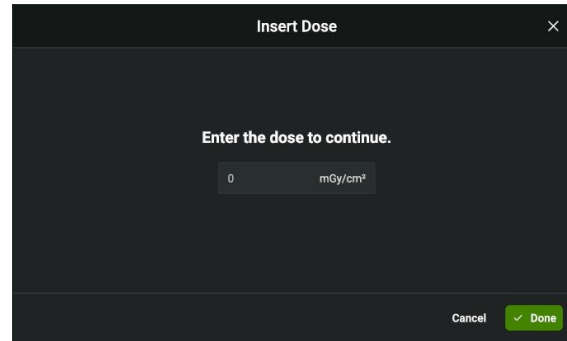 Insert Dose
Enter the dose to continue.
0 mGy/cm²
Cancel Done